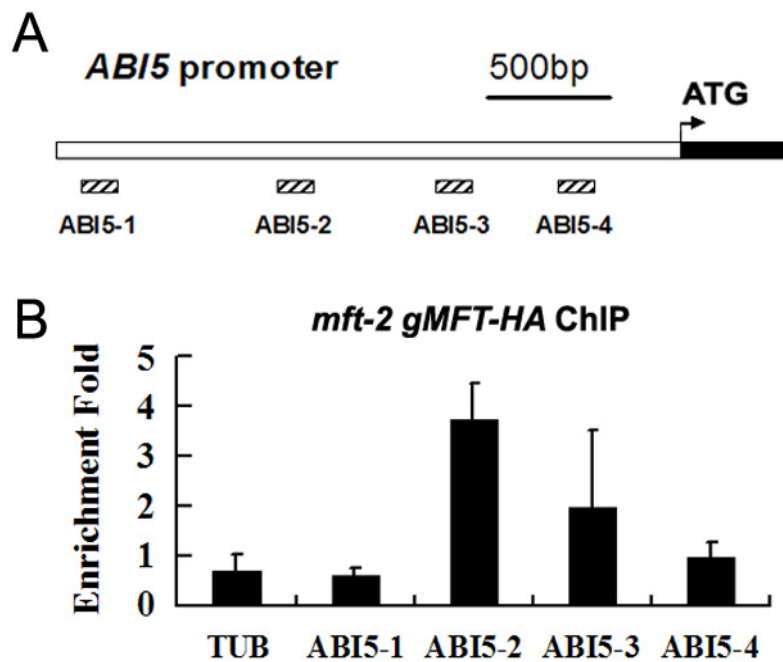 A
ABI5 promoter
500bp
ATG
ABI5-1 ABI5-2 ABI5-3 ABI5-4
B
mft-2 gMFT-HA ChIP
Enrichment Fold
5
4
3
2
1
0
TUB ABI5-1 ABI5-2 ABI5-3 ABI5-4